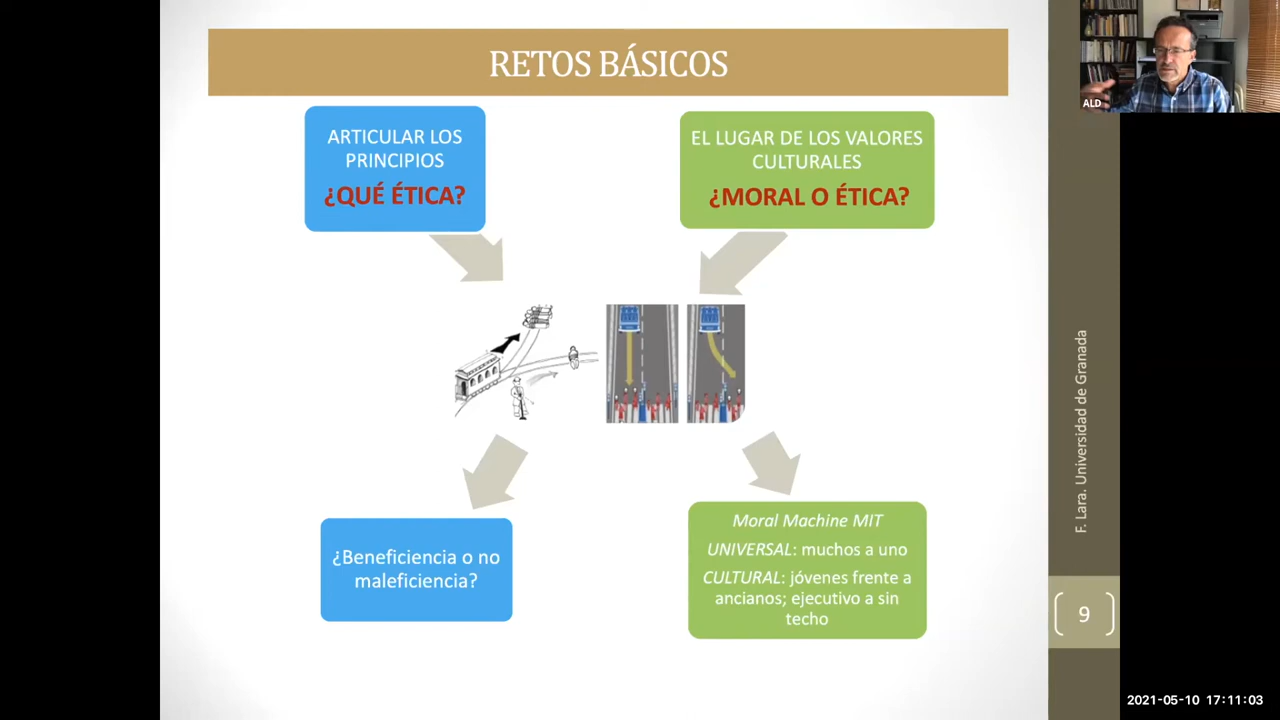 RETOS BÁSICOS
ARTICULAR LOS
PRINCIPIOS
¿QUÉ ÉTICA?
EL LUGAR DE LOS VALORES
CULTURALES
¿MORAL O ÉTICA?
¿Beneficiencia o no
maleficiencia?
Moral Machine MIT
UNIVERSAL: muchos a uno
CULTURAL: jóvenes frente a
ancianos; ejecutivo a sin
techo
F. Lara. Universidad de Granada
9
ALD
2021-05-10 17:11:03